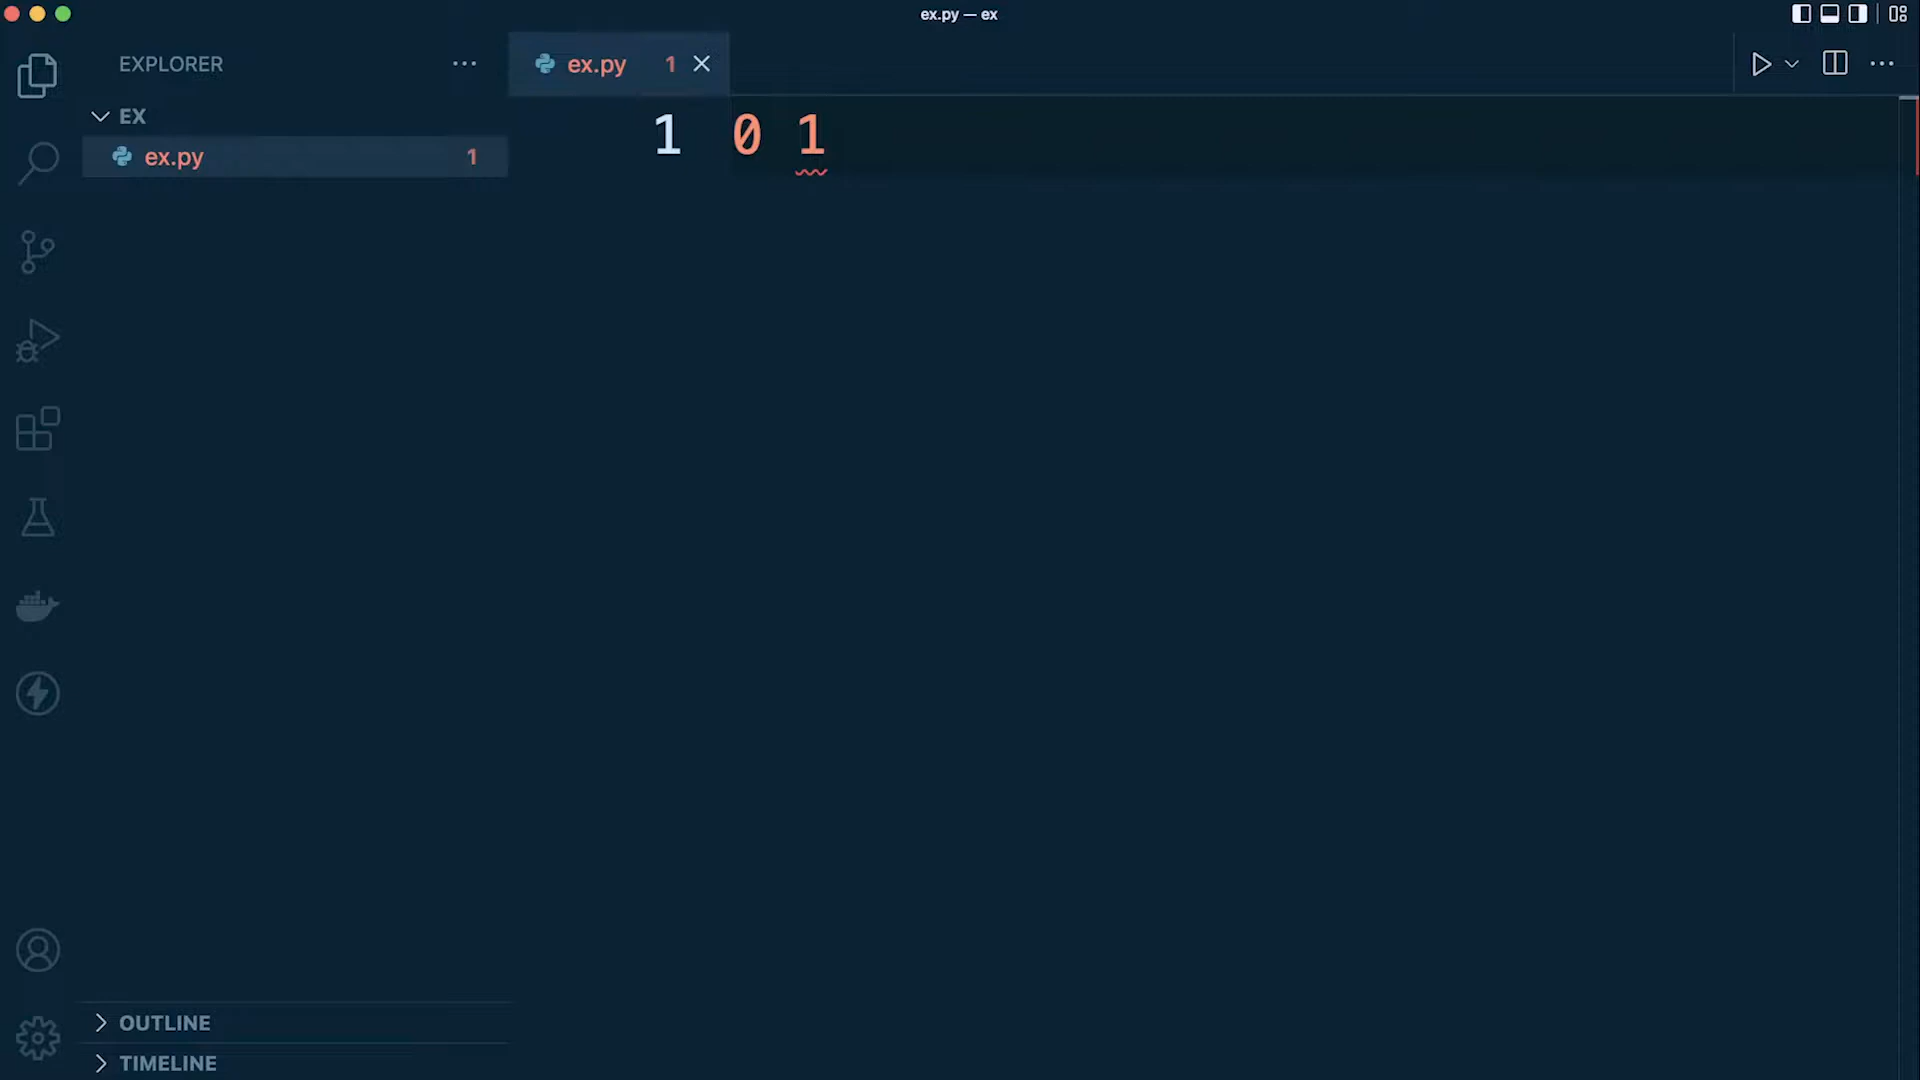 ex.py — ex
EXPLORER
ex.py 1
EX
ex.py 1
1 0 1
OUTLINE
TIMELINE